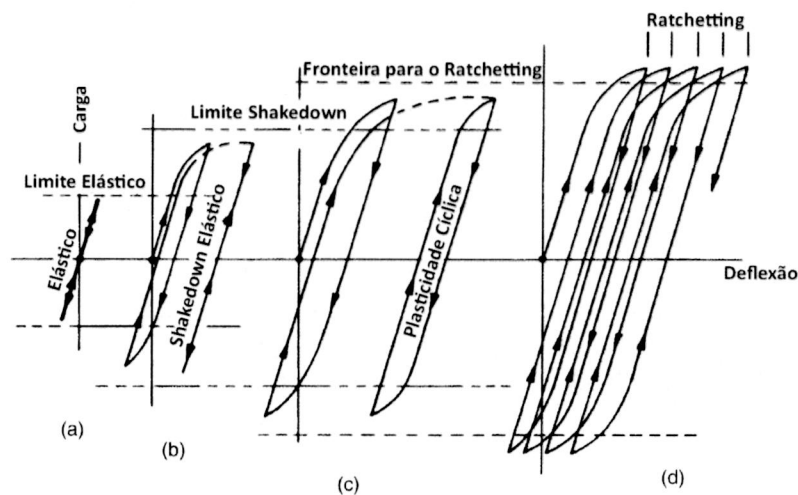 Ratchetting
Fronteira para o Ratchetting
Carga
Limite Shakedown
Limite Elástico
Elástico
Shakedown Elástico
Plasticidade Cíclica
Deflexão
(a)
(b)
(c)
(d)